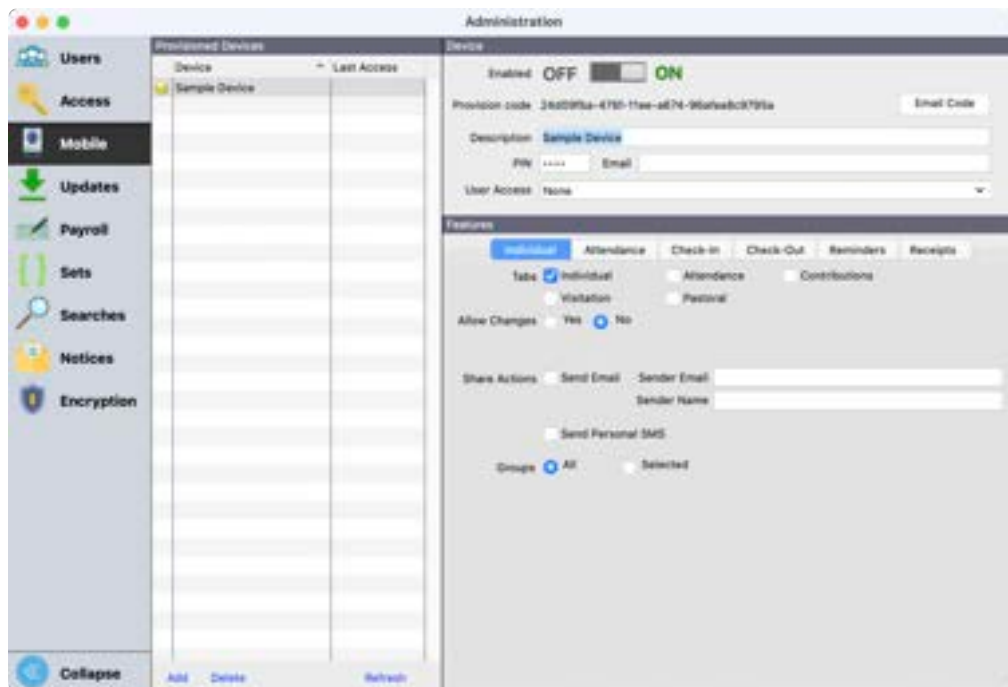 Administration
Users
Access
Mobile
Updates
Payroll
Sets
Searches
Notices
Encryption
Collapse
Provisioned Devices
Device
Last Access
Sample Device
Add
Delete
Refresh
Device
Enabled OFF ON
Provision code
Email Code
Description Sample Device
PIN Email
User Access None
Features
Individual Attendance Check-In Check-Out Reminders Receipts
Tabs Individual Attendance Contributions
Visitation Pastoral
Allow Changes Yes No
Share Actions Send Email Sender Email
Sender Name
Send Personal SMS
Groups All Selected